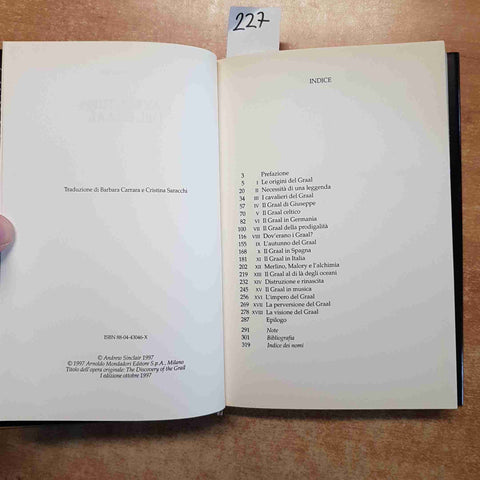 227
Traduzione di Barbara Carrara e Cristina Saracchi
ISBN 88-04-43046-X
© Andrew Sinclair 1997
© 1997 Arnoldo Mondadori Editore S.p.A., Milano
Titolo dell'opera originale: The Discovery of the Grail
I edizione ottobre 1997
INDICE
3 Prefazione
5 I Le origini del Graal
20 II Necessità di una leggenda
34 III I cavalieri del Graal
57 IV Il Graal di Giuseppe
70 V Il Graal celtico
82 VI Il Graal in Germania
100 VII Il Graal della prodigalità
116 VIII Dov'erano i Graal?
155 IX L'autunno del Graal
168 X Il Graal in Spagna
181 XI Il Graal in Italia
202 XII Merlino, Malory e l'alchimia
219 XIII Il Graal al di là degli oceani
232 XIV Distruzione e rinascita
245 XV Il Graal in musica
256 XVI L'impero del Graal
269 XVII La perversione del Graal
278 XVIII La visione del Graal
287 Epilogo
291 Note
301 Bibliografia
319 Indice dei nomi